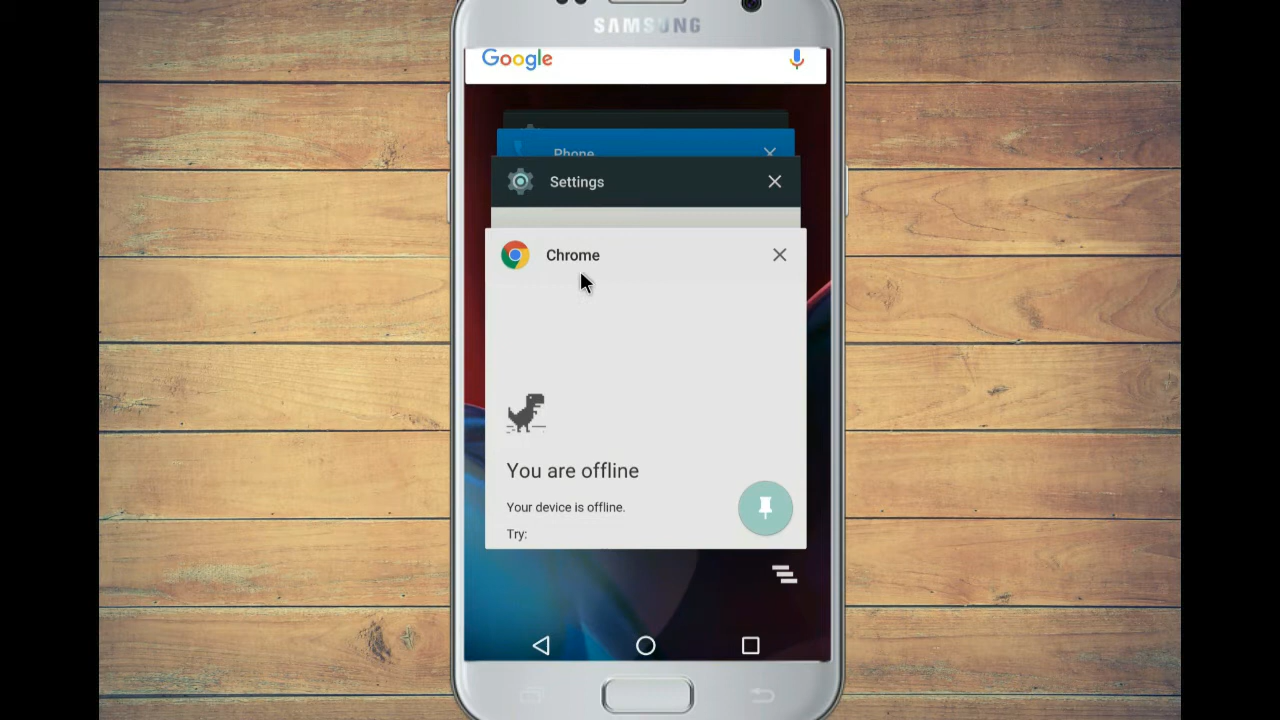 SAMSUNG
Google
Phone
Settings
Chrome
You are offline
Your device is offline.
Try: